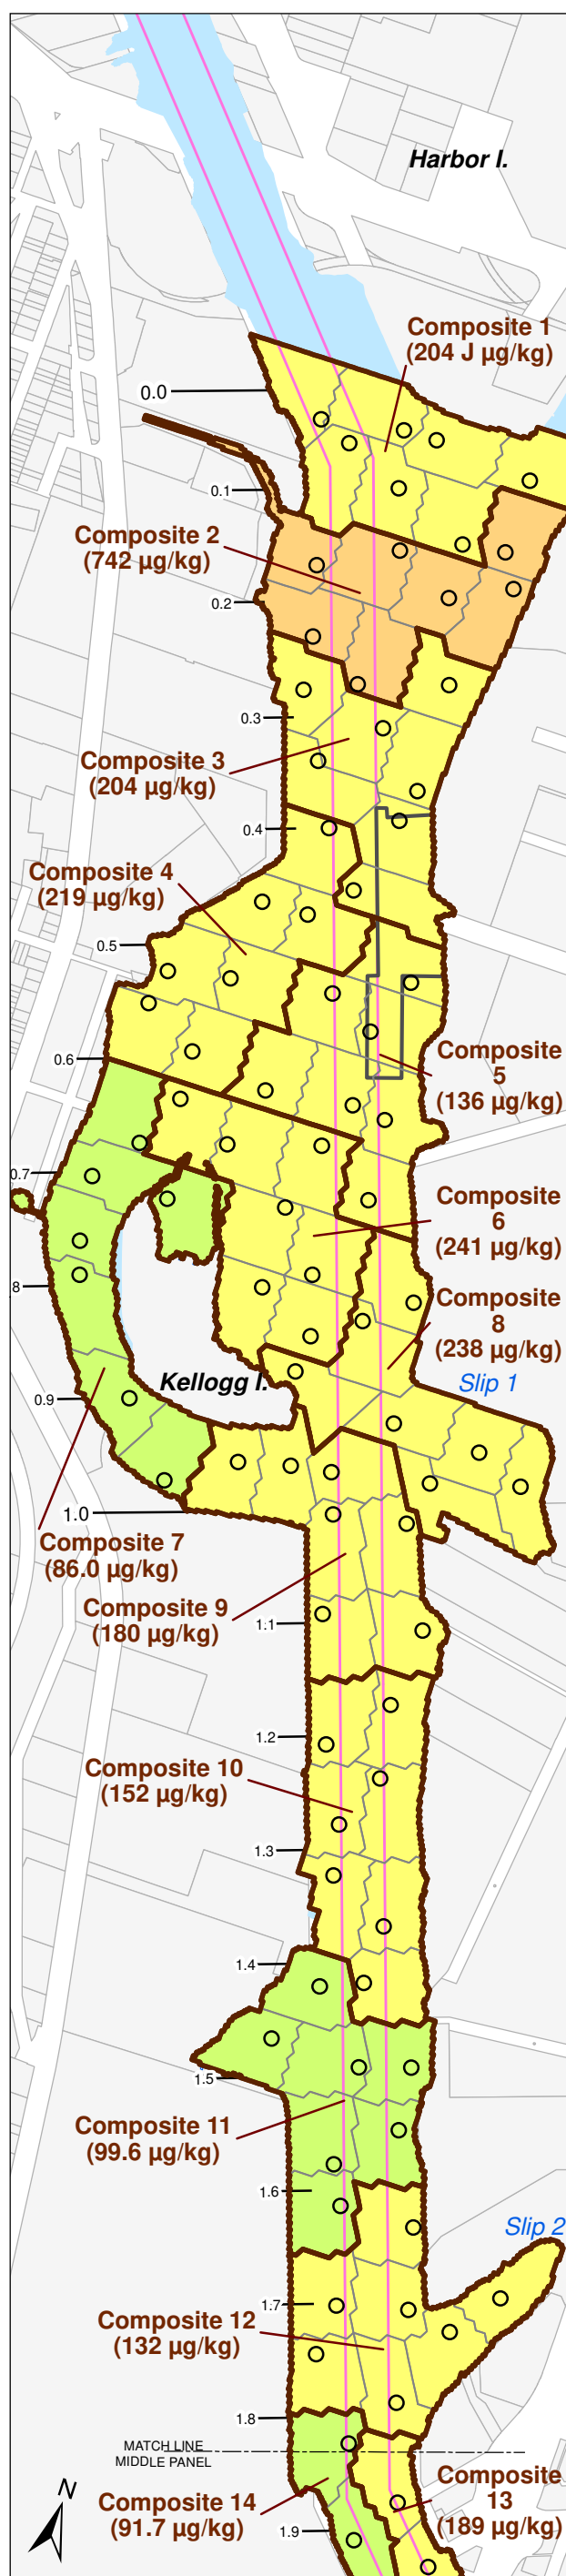 Harbor I.
Composite 1
(204 J µg/kg)
0.0
0.1
Composite 2
(742 µg/kg)
0.2
0.3
Composite 3
(204 µg/kg)
0.4
Composite 4
(219 µg/kg)
0.5
0.6
Composite
5
(136 µg/kg)
0.7
Composite
6
(241 µg/kg)
8
Composite
8
(238 µg/kg)
Kellogg I.
Slip 1
0.9
1.0
Composite 7
(86.0 µg/kg)
Composite 9
(180 µg/kg)
1.1
1.2
Composite 10
(152 µg/kg)
1.3
1.4
1.5
Composite 11
(99.6 µg/kg)
1.6
Slip 2
1.7
Composite 12
(132 µg/kg)
1.8
MATCH LINE
MIDDLE PANEL
N
Composite 14
(91.7 µg/kg)
Composite
13
(189 µg/kg)
1.9